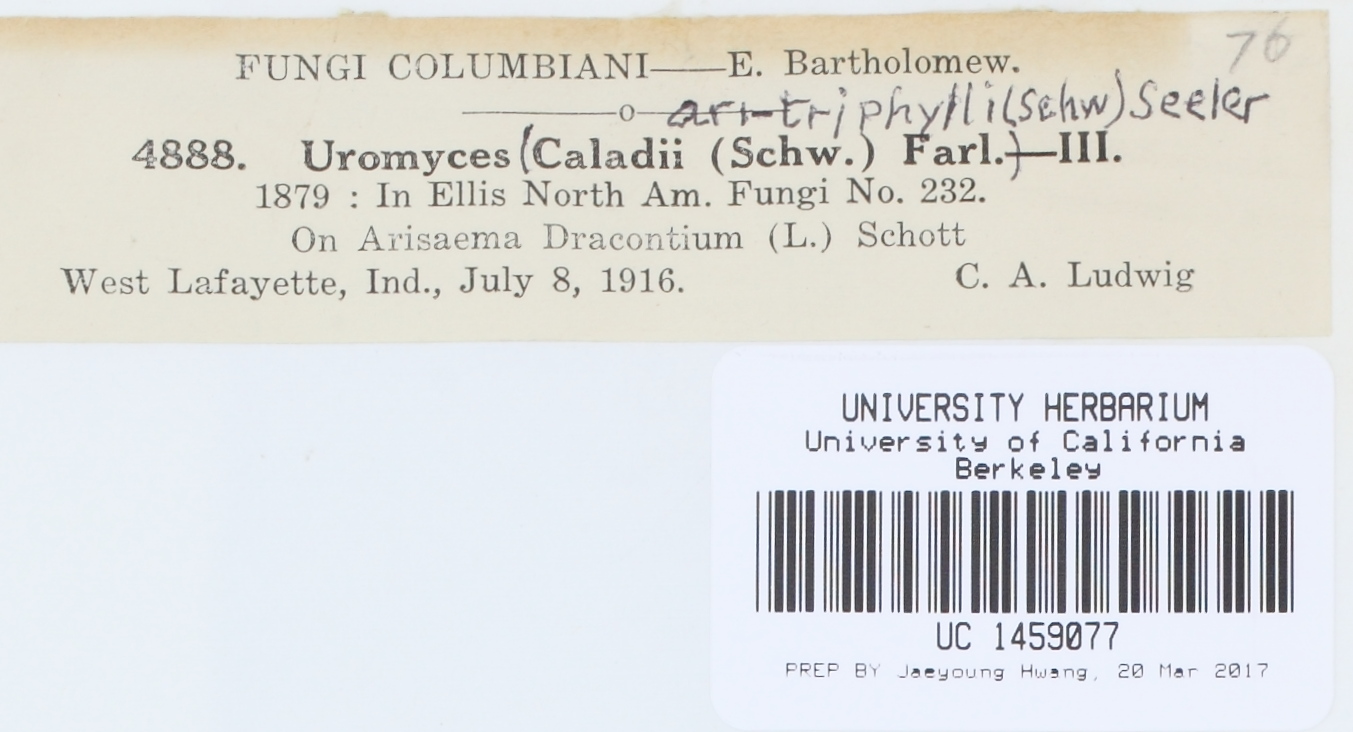 76
FUNGI COLUMBIANI——E. Bartholomew.
———o—ari-triphylli (Schw) Seeler
4888. Uromyces (Caladii (Schw.) Farl.)—III.
1879 : In Ellis North Am. Fungi No. 232.
On Arisaema Dracontium (L.) Schott
West Lafayette, Ind., July 8, 1916. C. A. Ludwig
UNIVERSITY HERBARIUM
University of California
Berkeley
UC 1459077
PREP BY Jaeyoung Hwang, 20 Mar 2017